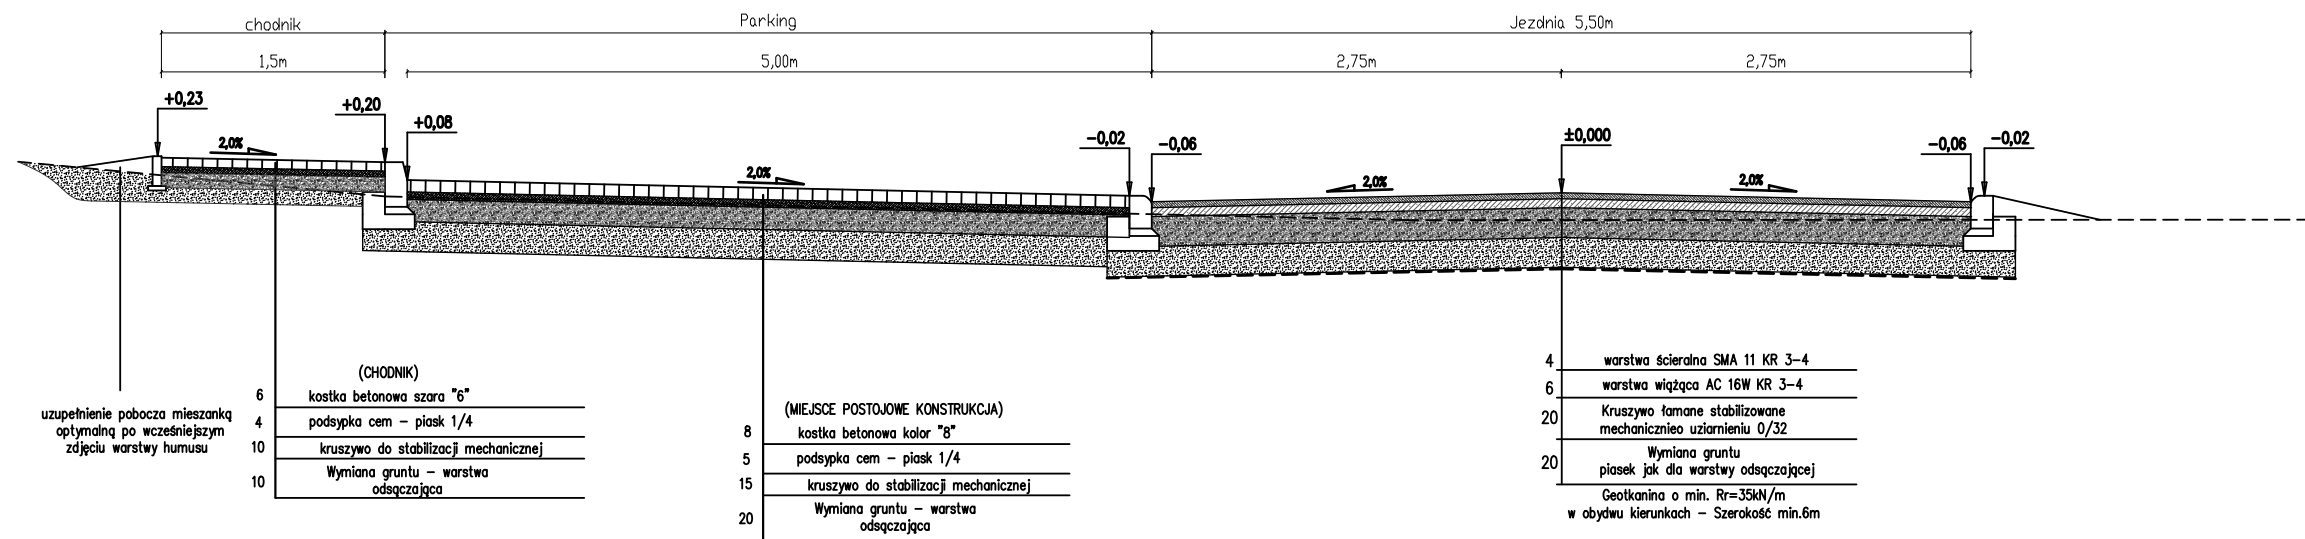 chodnik
Parking
Jezdnia 5,50m
1,5m
5,00m
2,75m
2,75m
+0,23
+0,20
+0,08
-0,02
-0,06
±0,000
-0,06
-0,02
2,0%
2,0%
2,0%
2,0%
uzupełnienie pobocza mieszanką
optymalną po wcześniejszym
zdjęciu warstwy humusu
(CHODNIK)
6 kostka betonowa szara "6"
4 podsypka cem - piask 1/4
10 kruszywo do stabilizacji mechanicznej
10 Wymiana gruntu - warstwa
odsączająca
(MIEJSCE POSTOJOWE KONSTRUKCJA)
8 kostka betonowa kolor "8"
5 podsypka cem - piask 1/4
15 kruszywo do stabilizacji mechanicznej
20 Wymiana gruntu - warstwa
odsączająca
4 warstwa ścieralna SMA 11 KR 3-4
6 warstwa wiążąca AC 16W KR 3-4
20 Kruszywo łamane stabilizowane
mechanicznieo uziarnieniu 0/32
20 Wymiana gruntu
piasek jak dla warstwy odsączającej
Geotkanina o min. Rr=35kN/m
w obydwu kierunkach - Szerokość min.6m